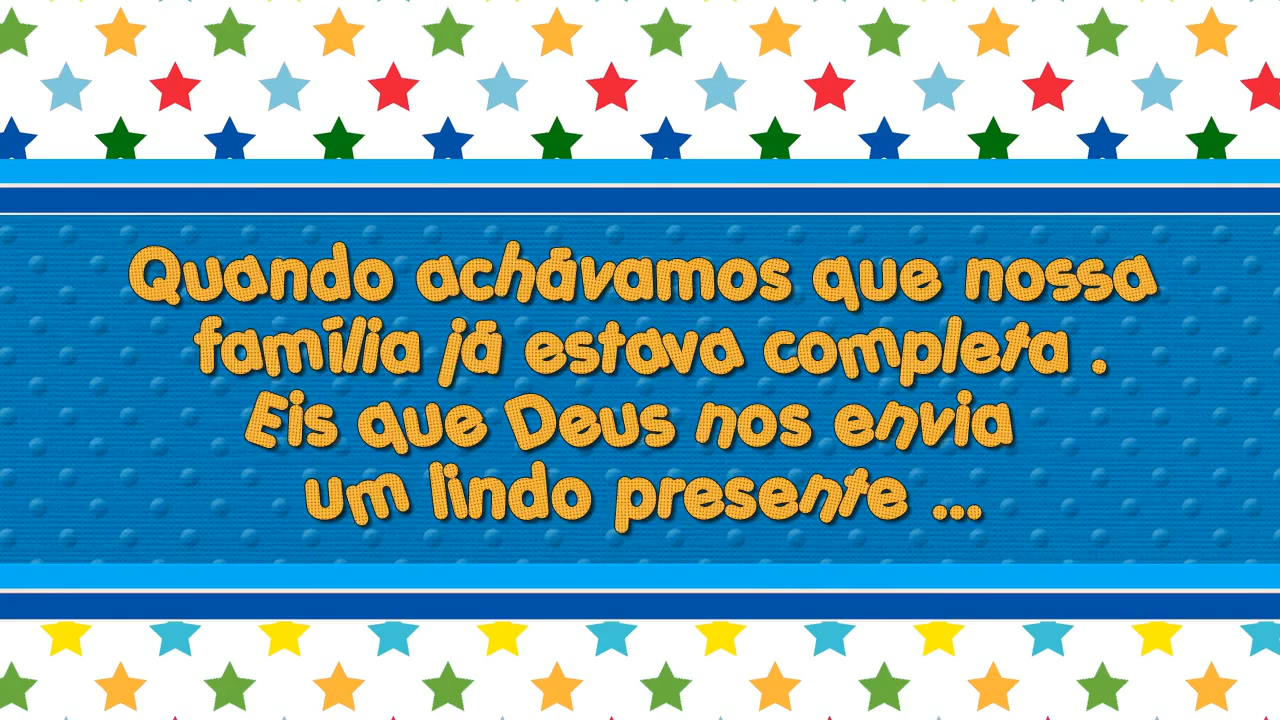 Quando achávamos que nossa
família já estava completa .
Eis que Deus nos envia
um lindo presente ...